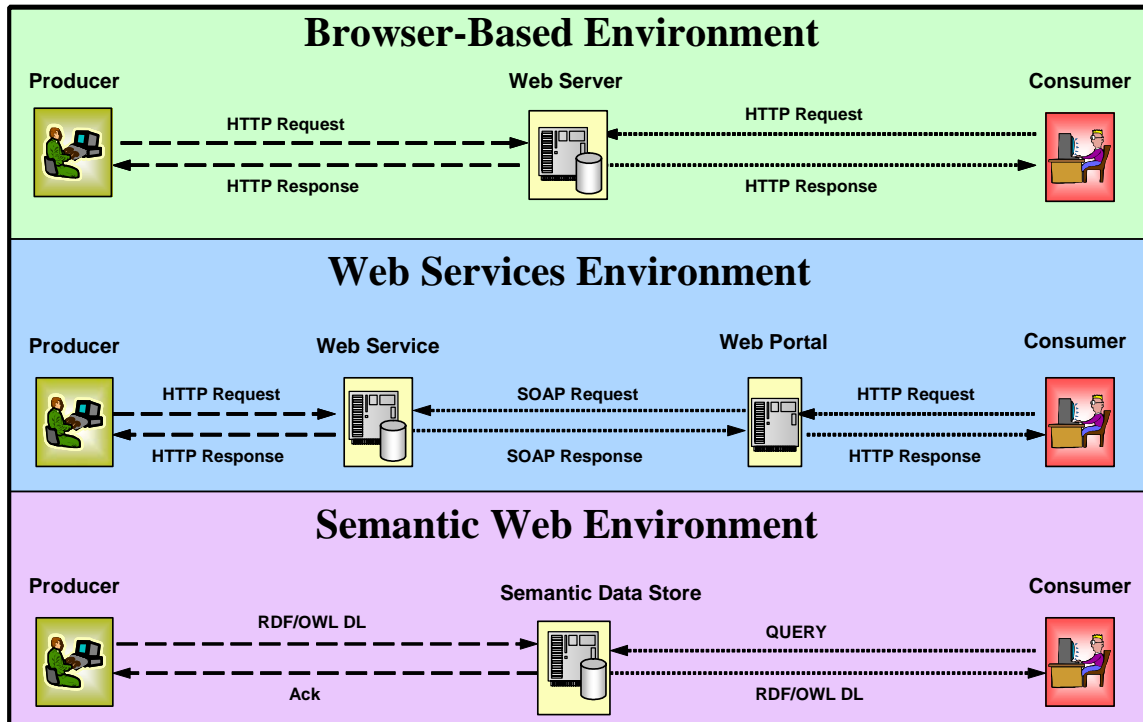 Browser-Based Environment
Producer
Web Server
Consumer
HTTP Request
HTTP Request
HTTP Response
HTTP Response
Web Services Environment
Producer
Web Service
Web Portal
Consumer
HTTP Request
SOAP Request
HTTP Request
HTTP Response
SOAP Response
HTTP Response
Semantic Web Environment
Producer
Semantic Data Store
Consumer
RDF/OWL DL
QUERY
Ack
RDF/OWL DL